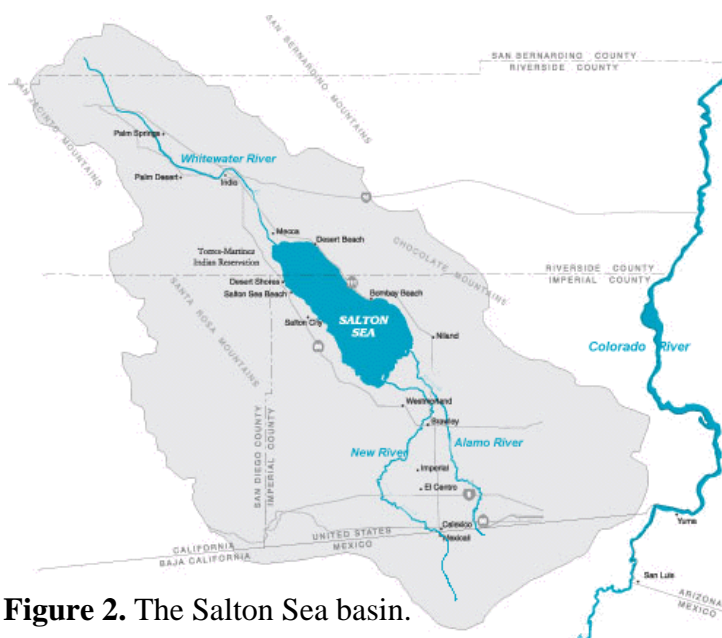 SAN BERNARDINO MOUNTAINS
SAN BERNARDINO COUNTY
RIVERSIDE COUNTY
SAN JACINTO MOUNTAINS
Palm Springs
Whitewater River
Palm Desert
Indio
Mecca
Desert Beach
Torres-Martinez
Indian Reservation
CHOCOLATE MOUNTAINS
RIVERSIDE COUNTY
IMPERIAL COUNTY
Desert Shores
Salton Sea Beach
Bombay Beach
SANTA ROSA MOUNTAINS
Salton City
SALTON
SEA
Niland
Colorado River
Westmorland
Brawley
New River
Alamo River
SAN DIEGO COUNTY
IMPERIAL COUNTY
Imperial
El Centro
Calexico
Mexicali
UNITED STATES
MEXICO
CALIFORNIA
BAJA CALIFORNIA
Yuma
San Luis
ARIZONA
MEXICO
Figure 2. The Salton Sea basin.